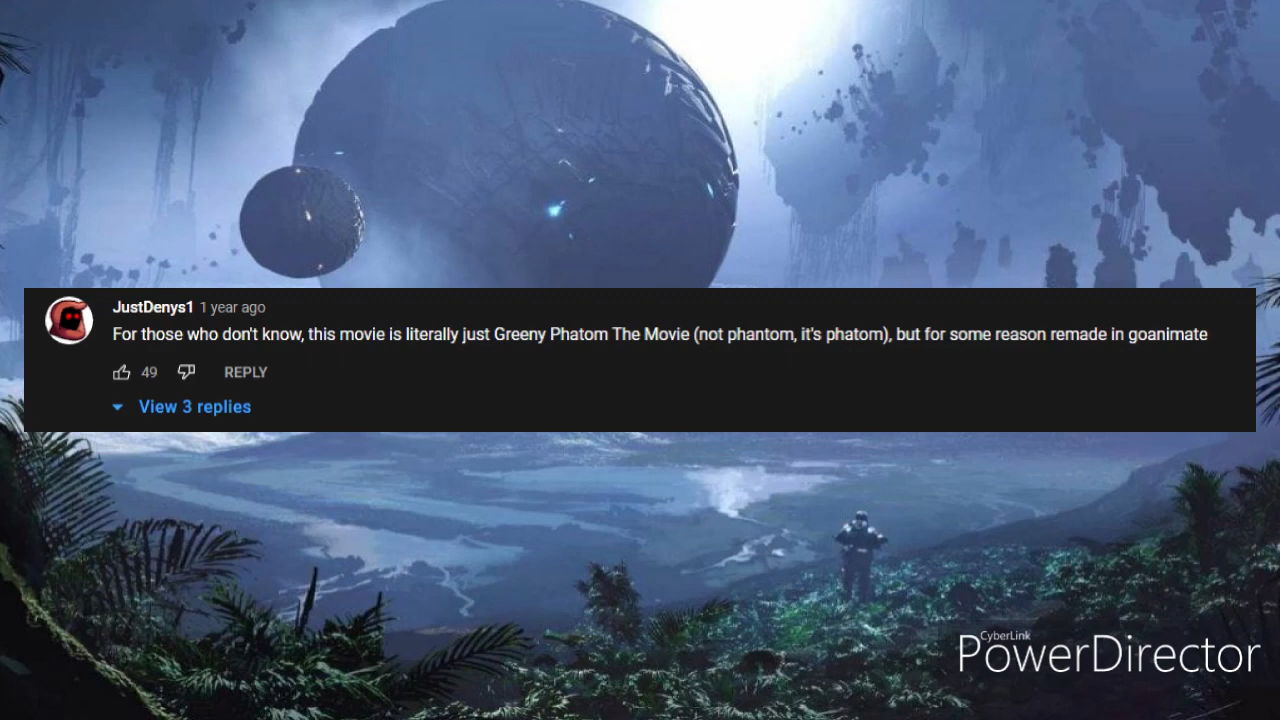 JustDenys1 1 year ago
For those who don't know, this movie is literally just Greeny Phatom The Movie (not phantom, it's phatom), but for some reason remade in goanimate
49 REPLY
View 3 replies
CyberLink
PowerDirector